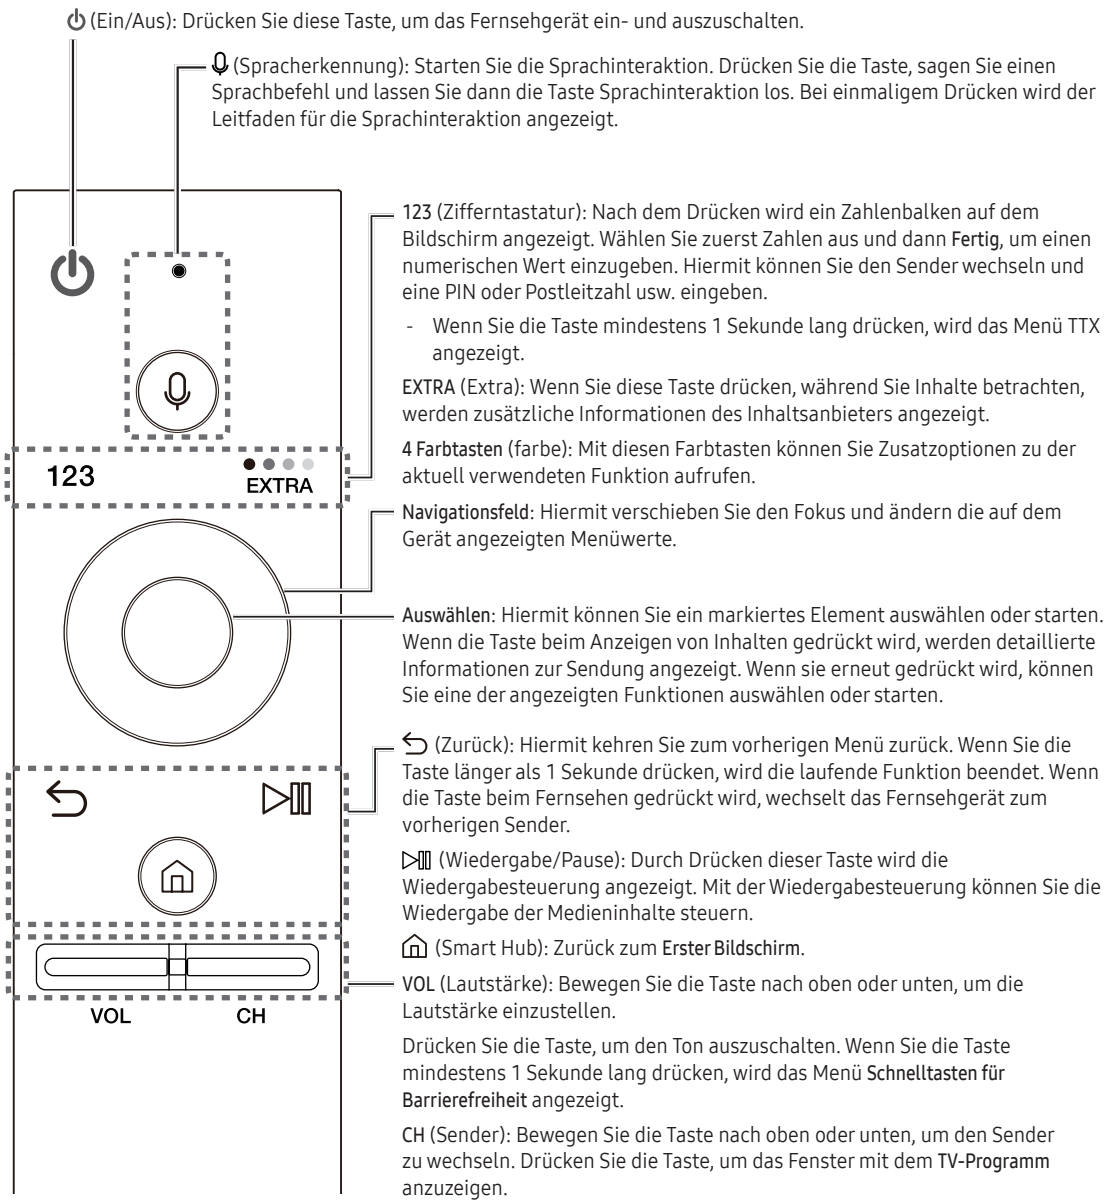 (Ein/Aus): Drücken Sie diese Taste, um das Fernsehgerät ein- und auszuschalten.
(Spracherkennung): Starten Sie die Sprachinteraktion. Drücken Sie die Taste, sagen Sie einen
Sprachbefehl und lassen Sie dann die Taste Sprachinteraktion los. Bei einmaligem Drücken wird der
Leitfaden für die Sprachinteraktion angezeigt.
123 (Zifferntastatur): Nach dem Drücken wird ein Zahlenbalken auf dem
Bildschirm angezeigt. Wählen Sie zuerst Zahlen aus und dann Fertig, um einen
numerischen Wert einzugeben. Hiermit können Sie den Sender wechseln und
eine PIN oder Postleitzahl usw. eingeben.
- Wenn Sie die Taste mindestens 1 Sekunde lang drücken, wird das Menü TTX
angezeigt.
EXTRA (Extra): Wenn Sie diese Taste drücken, während Sie Inhalte betrachten,
werden zusätzliche Informationen des Inhaltsanbieters angezeigt.
4 Farbtasten (farbe): Mit diesen Farbtasten können Sie Zusatzoptionen zu der
aktuell verwendeten Funktion aufrufen.
123
EXTRA
Navigationsfeld: Hiermit verschieben Sie den Fokus und ändern die auf dem
Gerät angezeigten Menüwerte.
Auswählen: Hiermit können Sie ein markiertes Element auswählen oder starten.
Wenn die Taste beim Anzeigen von Inhalten gedrückt wird, werden detaillierte
Informationen zur Sendung angezeigt. Wenn sie erneut gedrückt wird, können
Sie eine der angezeigten Funktionen auswählen oder starten.
(Zurück): Hiermit kehren Sie zum vorherigen Menü zurück. Wenn Sie die
Taste länger als 1 Sekunde drücken, wird die laufende Funktion beendet. Wenn
die Taste beim Fernsehen gedrückt wird, wechselt das Fernsehgerät zum
vorherigen Sender.
(Wiedergabe/Pause): Durch Drücken dieser Taste wird die
Wiedergabesteuerung angezeigt. Mit der Wiedergabesteuerung können Sie die
Wiedergabe der Medieninhalte steuern.
(Smart Hub): Zurück zum Erster Bildschirm.
VOL (Lautstärke): Bewegen Sie die Taste nach oben oder unten, um die
Lautstärke einzustellen.
Drücken Sie die Taste, um den Ton auszuschalten. Wenn Sie die Taste
mindestens 1 Sekunde lang drücken, wird das Menü Schnelltasten für
Barrierefreiheit angezeigt.
CH (Sender): Bewegen Sie die Taste nach oben oder unten, um den Sender
zu wechseln. Drücken Sie die Taste, um das Fenster mit dem TV-Programm
anzuzeigen.
VOL
CH